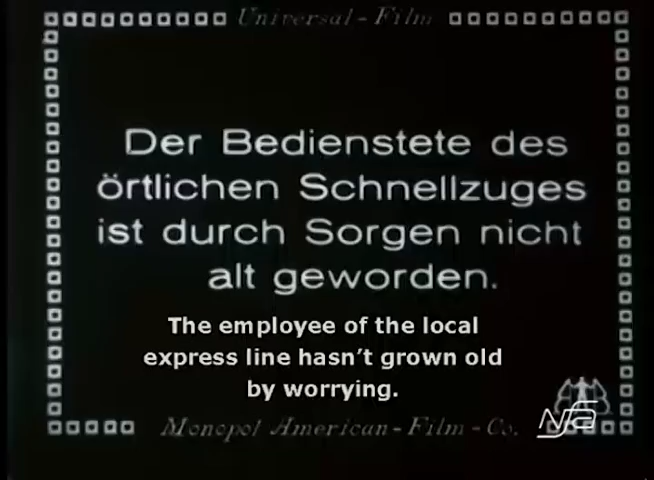 Universal-Film
Der Bedienstete des
örtlichen Schnellzuges
ist durch Sorgen nicht
alt geworden.
The employee of the local
express line hasn't grown old
by worrying.
Monopol American-Film-Co.